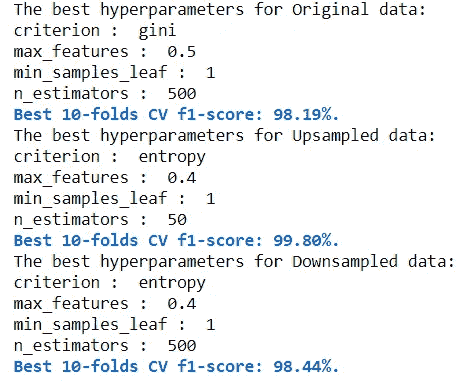 The best hyperparameters for Original data:
criterion :  gini
max_features :  0.5
min_samples_leaf :  1
n_estimators :  500
Best 10-folds CV f1-score: 98.19%.
The best hyperparameters for Upsampled data:
criterion :  entropy
max_features :  0.4
min_samples_leaf :  1
n_estimators :  50
Best 10-folds CV f1-score: 99.80%.
The best hyperparameters for Downsampled data:
criterion :  entropy
max_features :  0.4
min_samples_leaf :  1
n_estimators :  500
Best 10-folds CV f1-score: 98.44%.